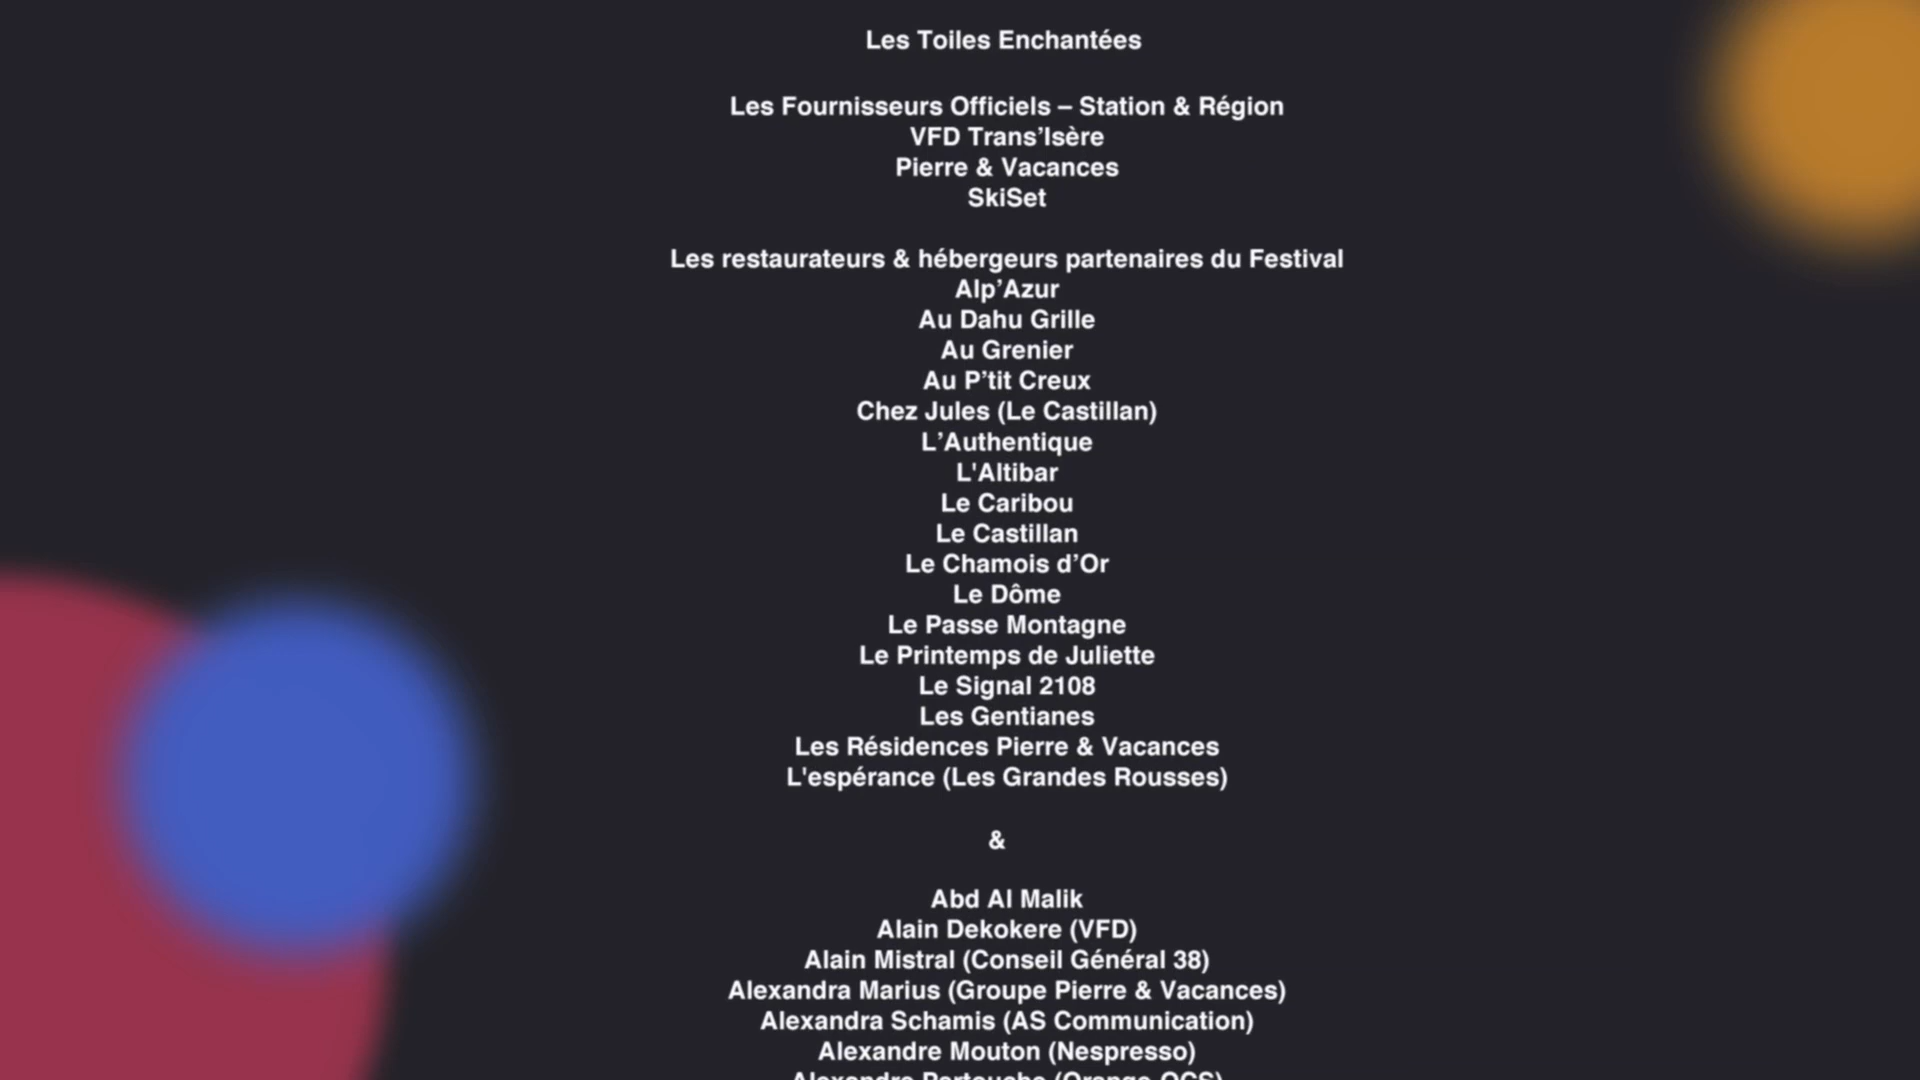 Les Toiles Enchantées
Les Fournisseurs Officiels – Station & Région
VFD Trans’Isère
Pierre & Vacances
SkiSet
Les restaurateurs & hébergeurs partenaires du Festival
Alp’Azur
Au Dahu Grille
Au Grenier
Au P’tit Creux
Chez Jules (Le Castillan)
L’Authentique
L'Altibar
Le Caribou
Le Castillan
Le Chamois d’Or
Le Dôme
Le Passe Montagne
Le Printemps de Juliette
Le Signal 2108
Les Gentianes
Les Résidences Pierre & Vacances
L'espérance (Les Grandes Rousses)
&
Abd Al Malik
Alain Dekokere (VFD)
Alain Mistral (Conseil Général 38)
Alexandra Marius (Groupe Pierre & Vacances)
Alexandra Schamis (AS Communication)
Alexandre Mouton (Nespresso)